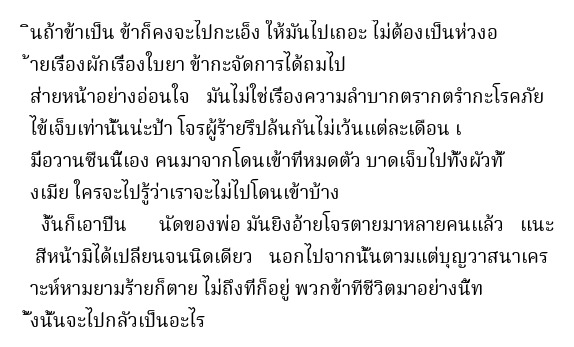 ินถ้าข้าเป็น ข้าก็คงจะไปกะเอ็ง ให้มันไปเถอะ ไม่ต้องเป็นห่วงอ
้ายเรื่องผักเรื่องใบยา ข้ากะจัดการได้ถมไป
ส่ายหน้าอย่างอ่อนใจ มันไม่ใช่เรื่องความลำบากตรากตรำกะโรคภัย
ไข้เจ็บเท่านั้นน่ะป้า โจรผู้ร้ายรึปล้นกันไม่เว้นแต่ละเดือน เ
มื่อวานซืนนี้เอง คนมาจากโดนเข้าที่หมดตัว บาดเจ็บไปทั้งผัวทั้
งเมีย ใครจะไปรู้ว่าเราจะไม่ไปโดนเข้าบ้าง
งั้นก็เอาปืน นัดของพ่อ มันยิงอ้ายโจรตายมาหลายคนแล้ว แนะ
สีหน้ามิได้เปลี่ยนจนนิดเดียว นอกไปจากนั้นตามแต่บุญวาสนาเคร
าะห์หามยามร้ายก็ตาย ไม่ถึงที่ก็อยู่ พวกข้าที่ชีวิตมาอย่างนี้ท
ั้งนั้นจะไปกลัวเป็นอะไร